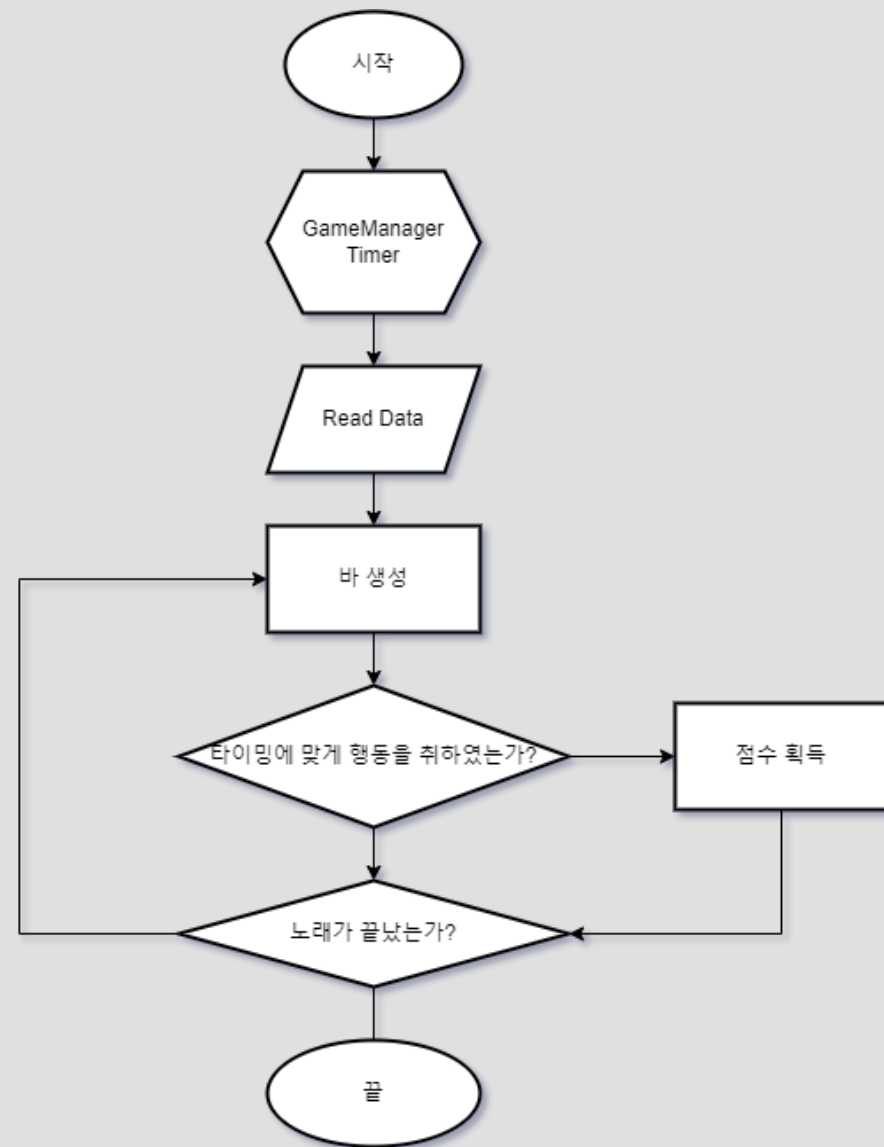 시작
GameManager
Timer
Read Data
바 생성
타이밍에 맞게 행동을 취하였는가?
점수 획득
노래가 끝났는가?
끝